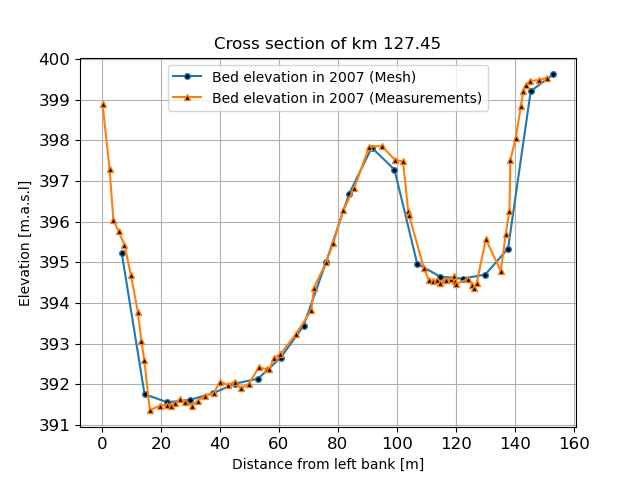 Cross section of km 127.45
Bed elevation in 2007 (Mesh)
Bed elevation in 2007 (Measurements)
Elevation [m.a.s.l]
400
399
398
397
396
395
394
393
392
391
0 20 40 60 80 100 120 140 160
Distance from left bank [m]